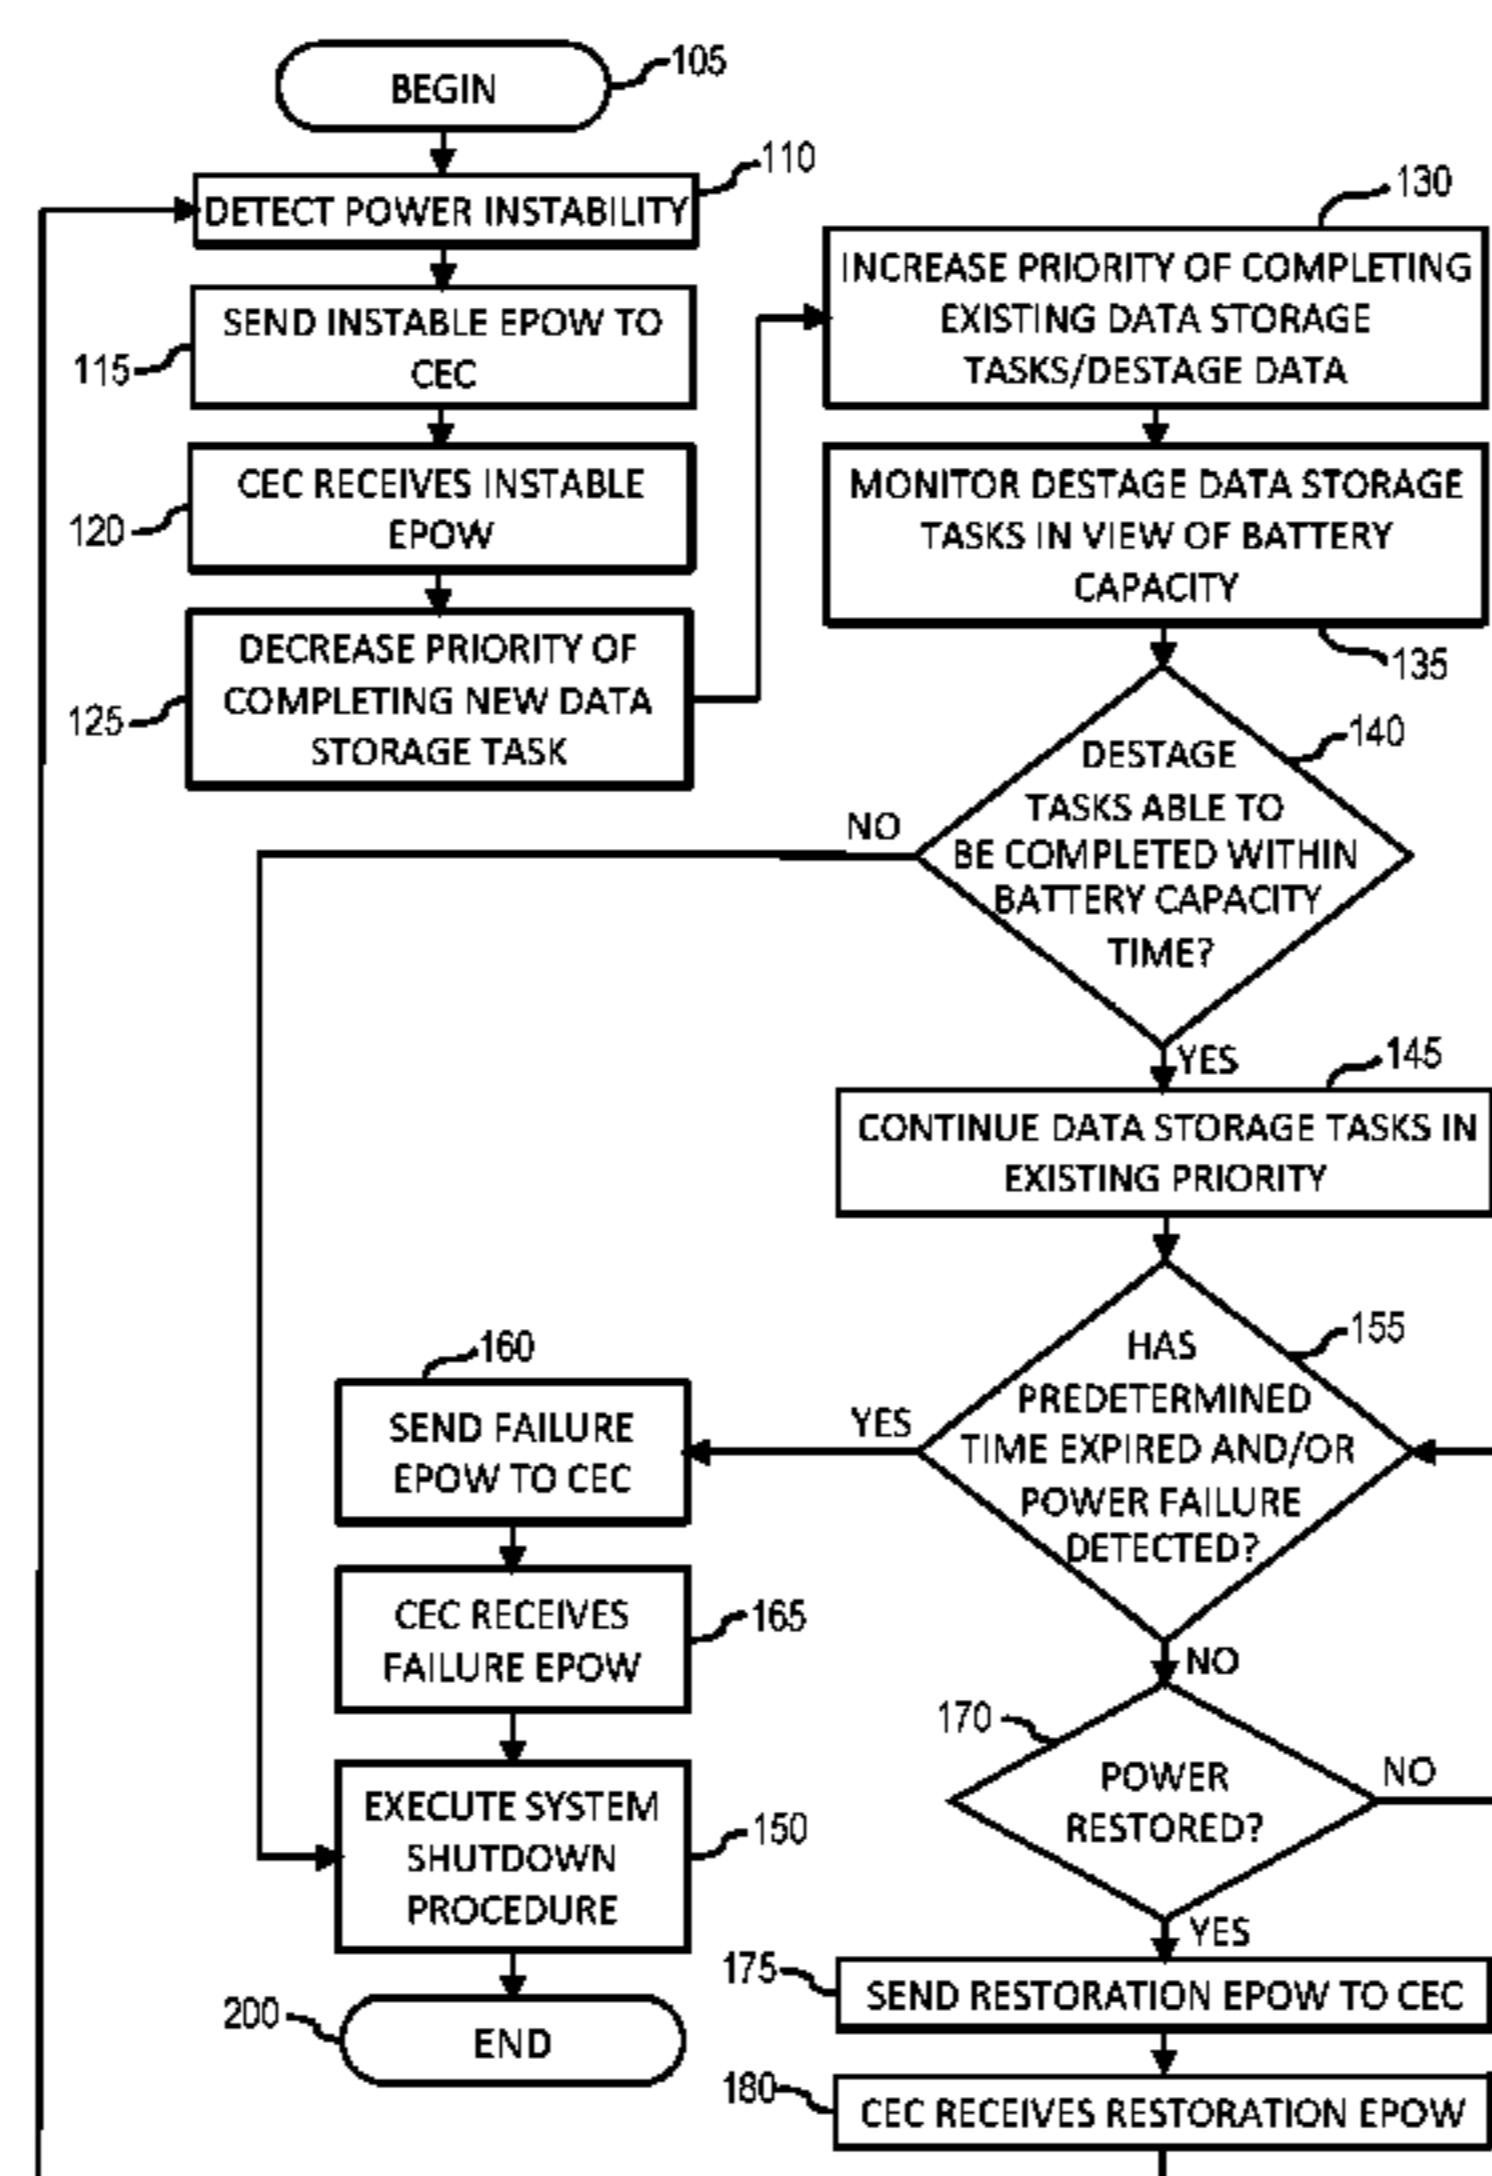 BEGIN
105
DETECT POWER INSTABILITY
110
SEND INSTABLE EPOW TO
CEC
115
CEC RECEIVES INSTABLE
EPOW
120
DECREASE PRIORITY OF
COMPLETING NEW DATA
STORAGE TASK
125
130
INCREASE PRIORITY OF COMPLETING
EXISTING DATA STORAGE
TASKS/DESTAGE DATA
MONITOR DESTAGE DATA STORAGE
TASKS IN VIEW OF BATTERY
CAPACITY
135
140
DESTAGE
TASKS ABLE TO
BE COMPLETED WITHIN
BATTERY CAPACITY
TIME?
NO
YES
145
CONTINUE DATA STORAGE TASKS IN
EXISTING PRIORITY
155
HAS
PREDETERMINED
TIME EXPIRED AND/OR
POWER FAILURE
DETECTED?
YES
NO
160
SEND FAILURE
EPOW TO CEC
CEC RECEIVES
FAILURE EPOW
165
EXECUTE SYSTEM
SHUTDOWN
PROCEDURE
150
200
END
170
POWER
RESTORED?
NO
YES
175
SEND RESTORATION EPOW TO CEC
180
CEC RECEIVES RESTORATION EPOW